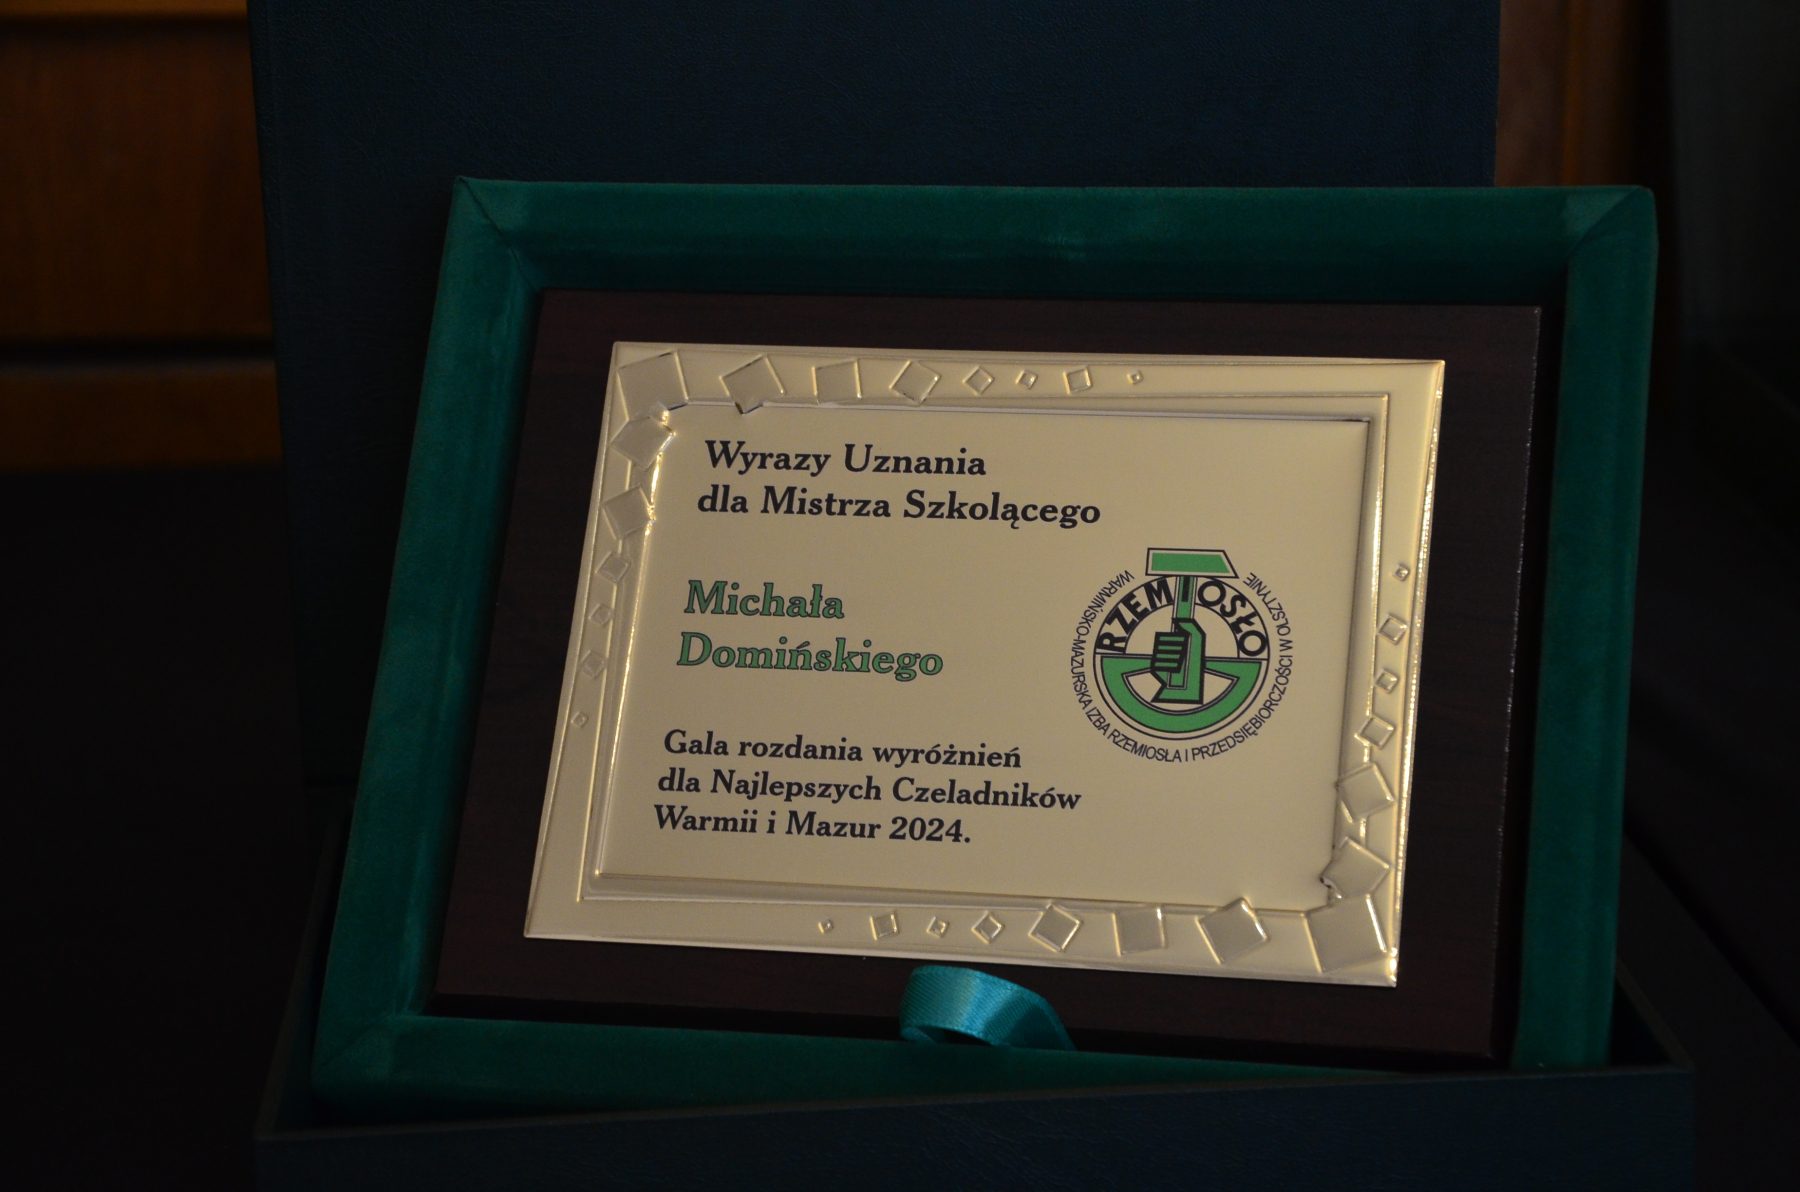 Wyrazy Uznania
dla Mistrza Szkolącego
Michała
Domińskiego
RZEMIOSŁO
WARMIŃSKO-MAZURSKA IZBA RZEMIOSŁA I PRZEDSIĘBIORCZOŚCI W OLSZTYNIE
Gala rozdania wyróżnień
dla Najlepszych Czeladników
Warmii i Mazur 2024.